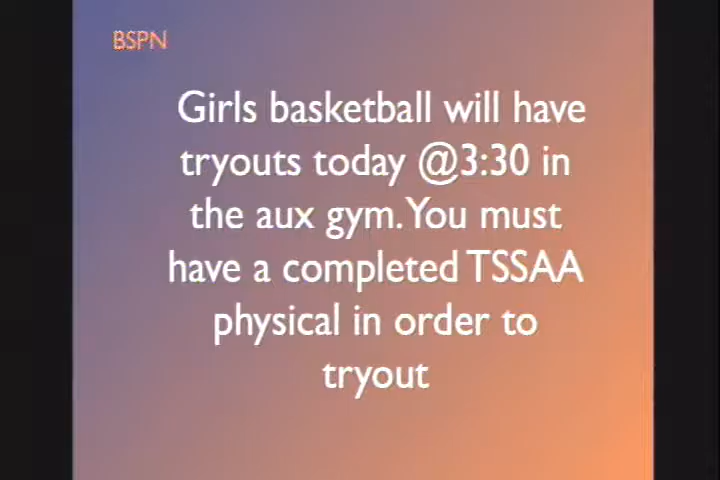 BSPN
Girls basketball will have
tryouts today @3:30 in
the aux gym. You must
have a completed TSSAA
physical in order to
tryout